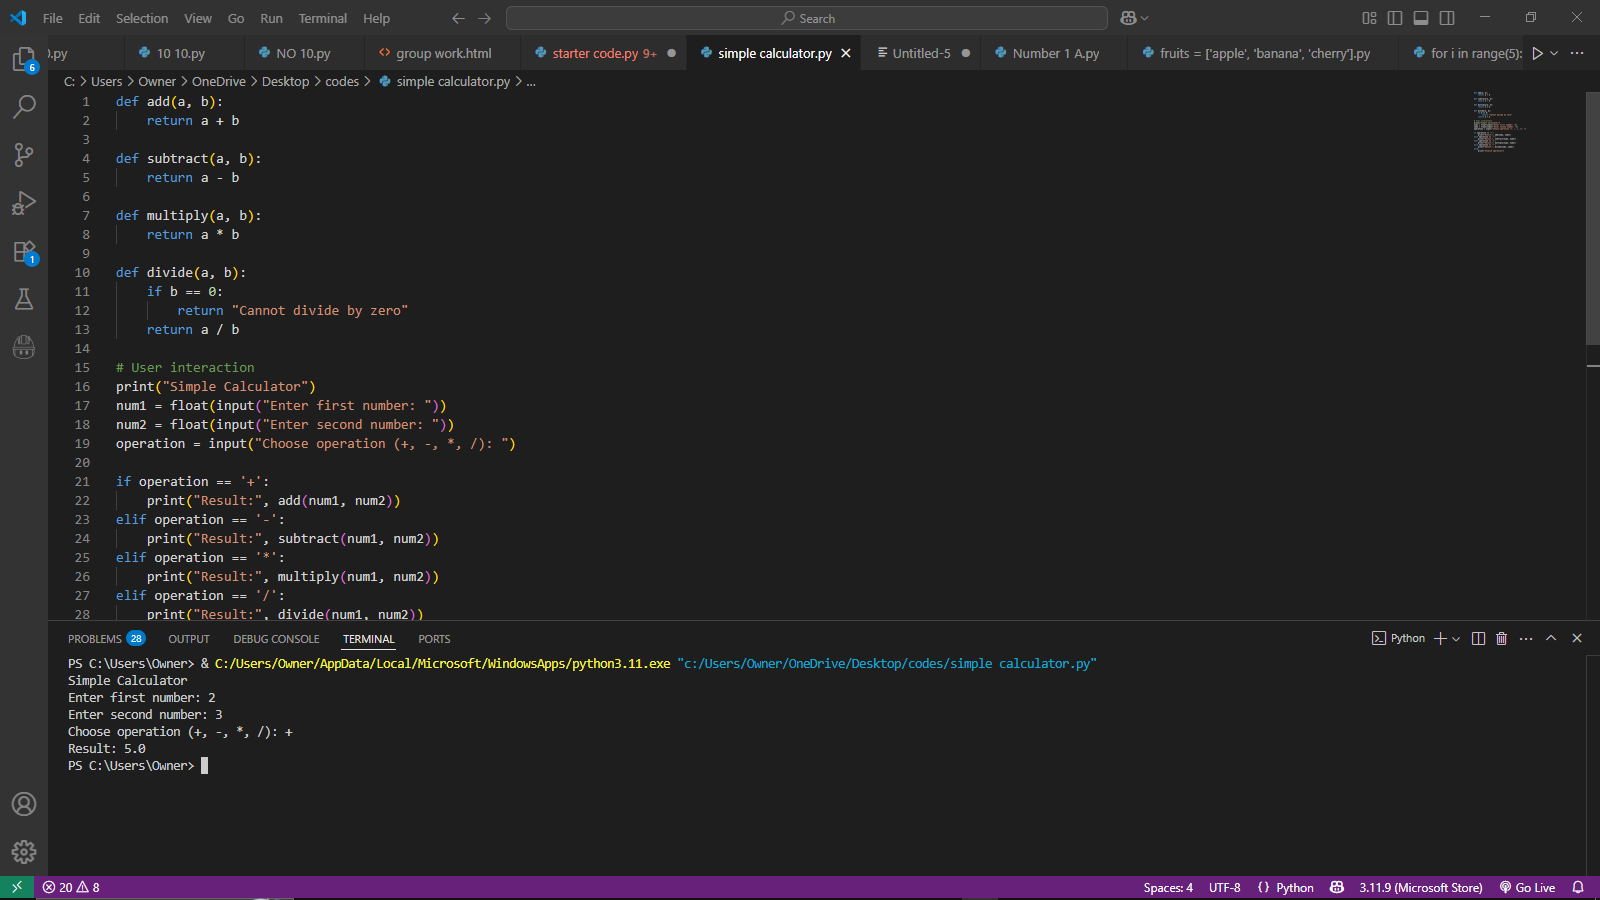 File Edit Selection View Go Run Terminal Help Search
0.py 10 10.py NO 10.py group work.html starter code.py 9+ simple calculator.py Untitled-5 Number 1 A.py fruits = ['apple', 'banana', 'cherry'].py for i in range(5):
C: > Users > Owner > OneDrive > Desktop > codes > simple calculator.py > ...
6
1
1 def add(a, b):
2 return a + b
3
4 def subtract(a, b):
5 return a - b
6
7 def multiply(a, b):
8 return a * b
9
10 def divide(a, b):
11 if b == 0:
12 return "Cannot divide by zero"
13 return a / b
14
15 # User interaction
16 print("Simple Calculator")
17 num1 = float(input("Enter first number: "))
18 num2 = float(input("Enter second number: "))
19 operation = input("Choose operation (+, -, *, /): ")
20
21 if operation == '+':
22 print("Result:", add(num1, num2))
23 elif operation == '-':
24 print("Result:", subtract(num1, num2))
25 elif operation == '*':
26 print("Result:", multiply(num1, num2))
27 elif operation == '/':
28 print("Result:", divide(num1, num2))
PROBLEMS 28 OUTPUT DEBUG CONSOLE TERMINAL PORTS Python
PS C:\Users\Owner> & C:/Users/Owner/AppData/Local/Microsoft/WindowsApps/python3.11.exe "c:/Users/Owner/OneDrive/Desktop/codes/simple calculator.py"
Simple Calculator
Enter first number: 2
Enter second number: 3
Choose operation (+, -, *, /): +
Result: 5.0
PS C:\Users\Owner>
20 8 Spaces: 4 UTF-8 {} Python 3.11.9 (Microsoft Store) Go Live